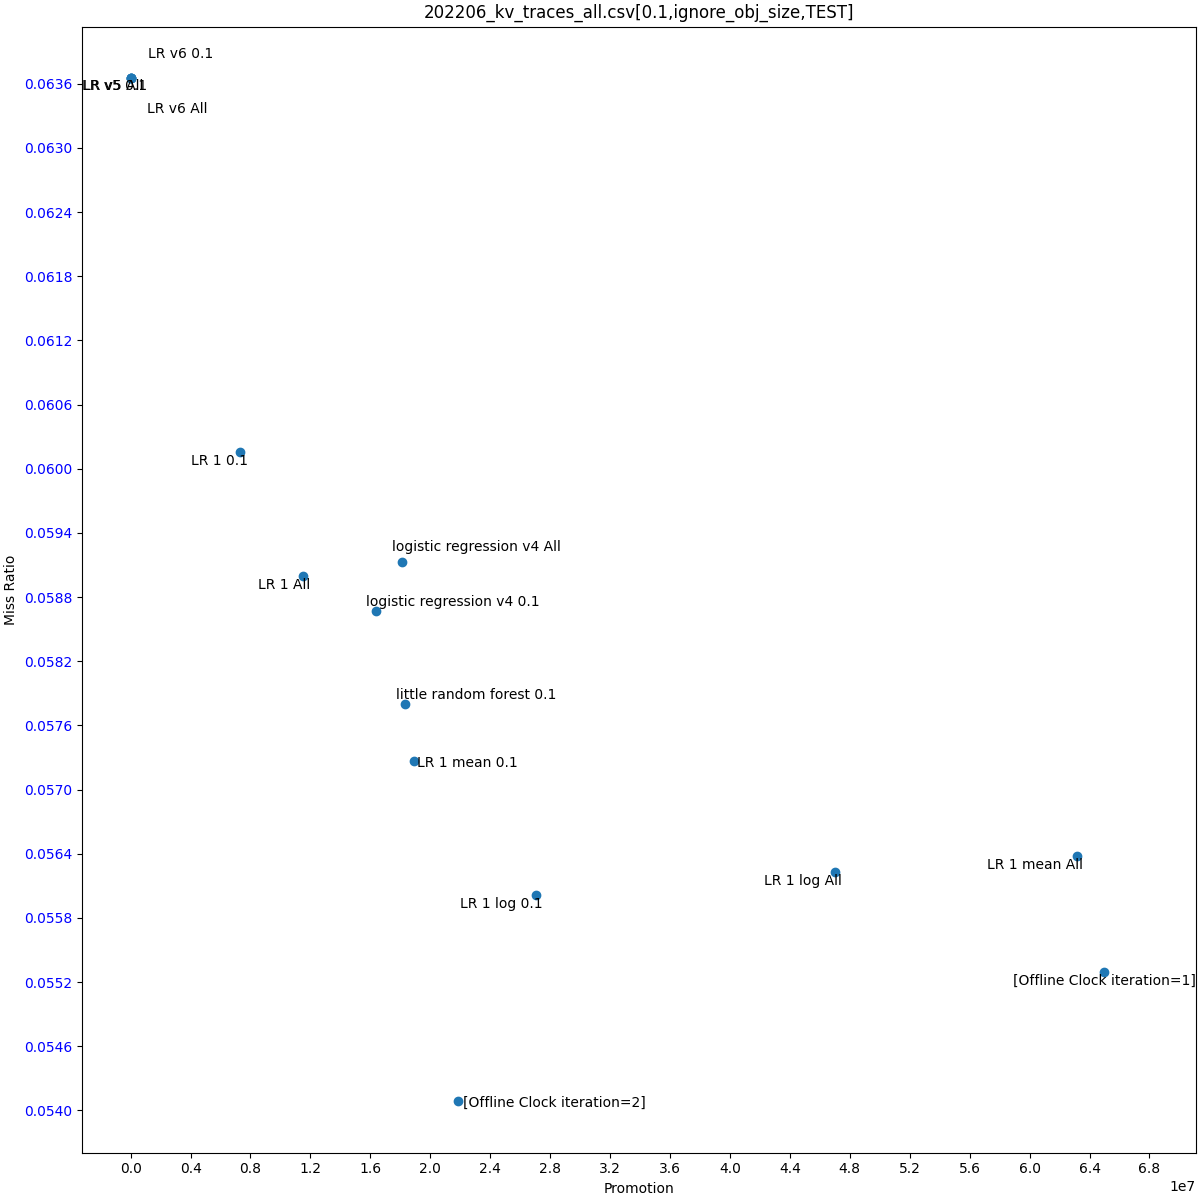 202206_kv_traces_all.csv[0.1,ignore_obj_size,TEST]
LR v6 0.1
LR v5 All
LR v6 All
LR 1 0.1
logistic regression v4 All
LR 1 All
logistic regression v4 0.1
little random forest 0.1
LR 1 mean 0.1
LR 1 mean All
LR 1 log All
LR 1 log 0.1
[Offline Clock iteration=1]
[Offline Clock iteration=2]
Miss Ratio
0.0636
0.0630
0.0624
0.0618
0.0612
0.0606
0.0600
0.0594
0.0588
0.0582
0.0576
0.0570
0.0564
0.0558
0.0552
0.0546
0.0540
0.0 0.4 0.8 1.2 1.6 2.0 2.4 2.8 3.2 3.6 4.0 4.4 4.8 5.2 5.6 6.0 6.4 6.8
1e7
Promotion